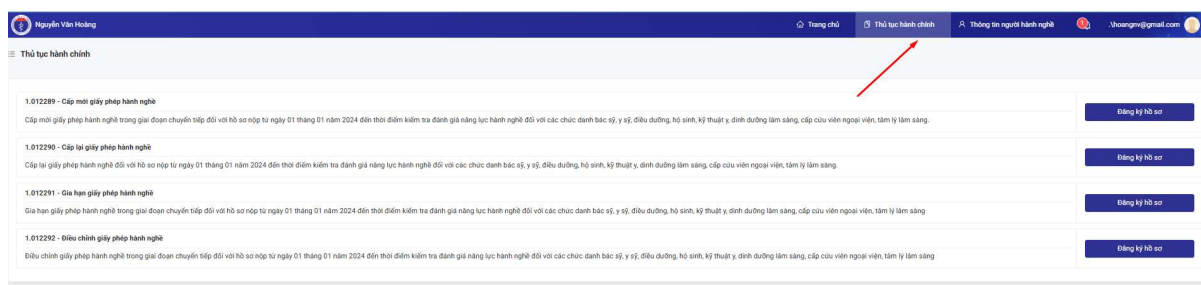 Nguyễn Văn Hoàng
Trang chủ
Thủ tục hành chính
Thông tin người hành nghề
1
.\hoangnv@gmail.com
Thủ tục hành chính
1.012289 - Cấp mới giấy phép hành nghề
Cấp mới giấy phép hành nghề trong giai đoạn chuyển tiếp đối với hồ sơ nộp từ ngày 01 tháng 01 năm 2024 đến thời điểm kiểm tra đánh giá năng lực hành nghề đối với các chức danh bác sỹ, y sỹ, điều dưỡng, hộ sinh, kỹ thuật y, dinh dưỡng lâm sàng, cấp cứu viên ngoại viện, tâm lý lâm sàng.
Đăng ký hồ sơ
1.012290 - Cấp lại giấy phép hành nghề
Cấp lại giấy phép hành nghề đối với hồ sơ nộp từ ngày 01 tháng 01 năm 2024 đến thời điểm kiểm tra đánh giá năng lực hành nghề đối với các chức danh bác sỹ, y sỹ, điều dưỡng, hộ sinh, kỹ thuật y, dinh dưỡng lâm sàng, cấp cứu viên ngoại viện, tâm lý lâm sàng.
Đăng ký hồ sơ
1.012291 - Gia hạn giấy phép hành nghề
Gia hạn giấy phép hành nghề trong giai đoạn chuyển tiếp đối với hồ sơ nộp từ ngày 01 tháng 01 năm 2024 đến thời điểm kiểm tra đánh giá năng lực hành nghề đối với các chức danh bác sỹ, y sỹ, điều dưỡng, hộ sinh, kỹ thuật y, dinh dưỡng lâm sàng, cấp cứu viên ngoại viện, tâm lý lâm sàng
Đăng ký hồ sơ
1.012292 - Điều chỉnh giấy phép hành nghề
Điều chỉnh giấy phép hành nghề trong giai đoạn chuyển tiếp đối với hồ sơ nộp từ ngày 01 tháng 01 năm 2024 đến thời điểm kiểm tra đánh giá năng lực hành nghề đối với các chức danh bác sỹ, y sỹ, điều dưỡng, hộ sinh, kỹ thuật y, dinh dưỡng lâm sàng, cấp cứu viên ngoại viện, tâm lý lâm sàng
Đăng ký hồ sơ